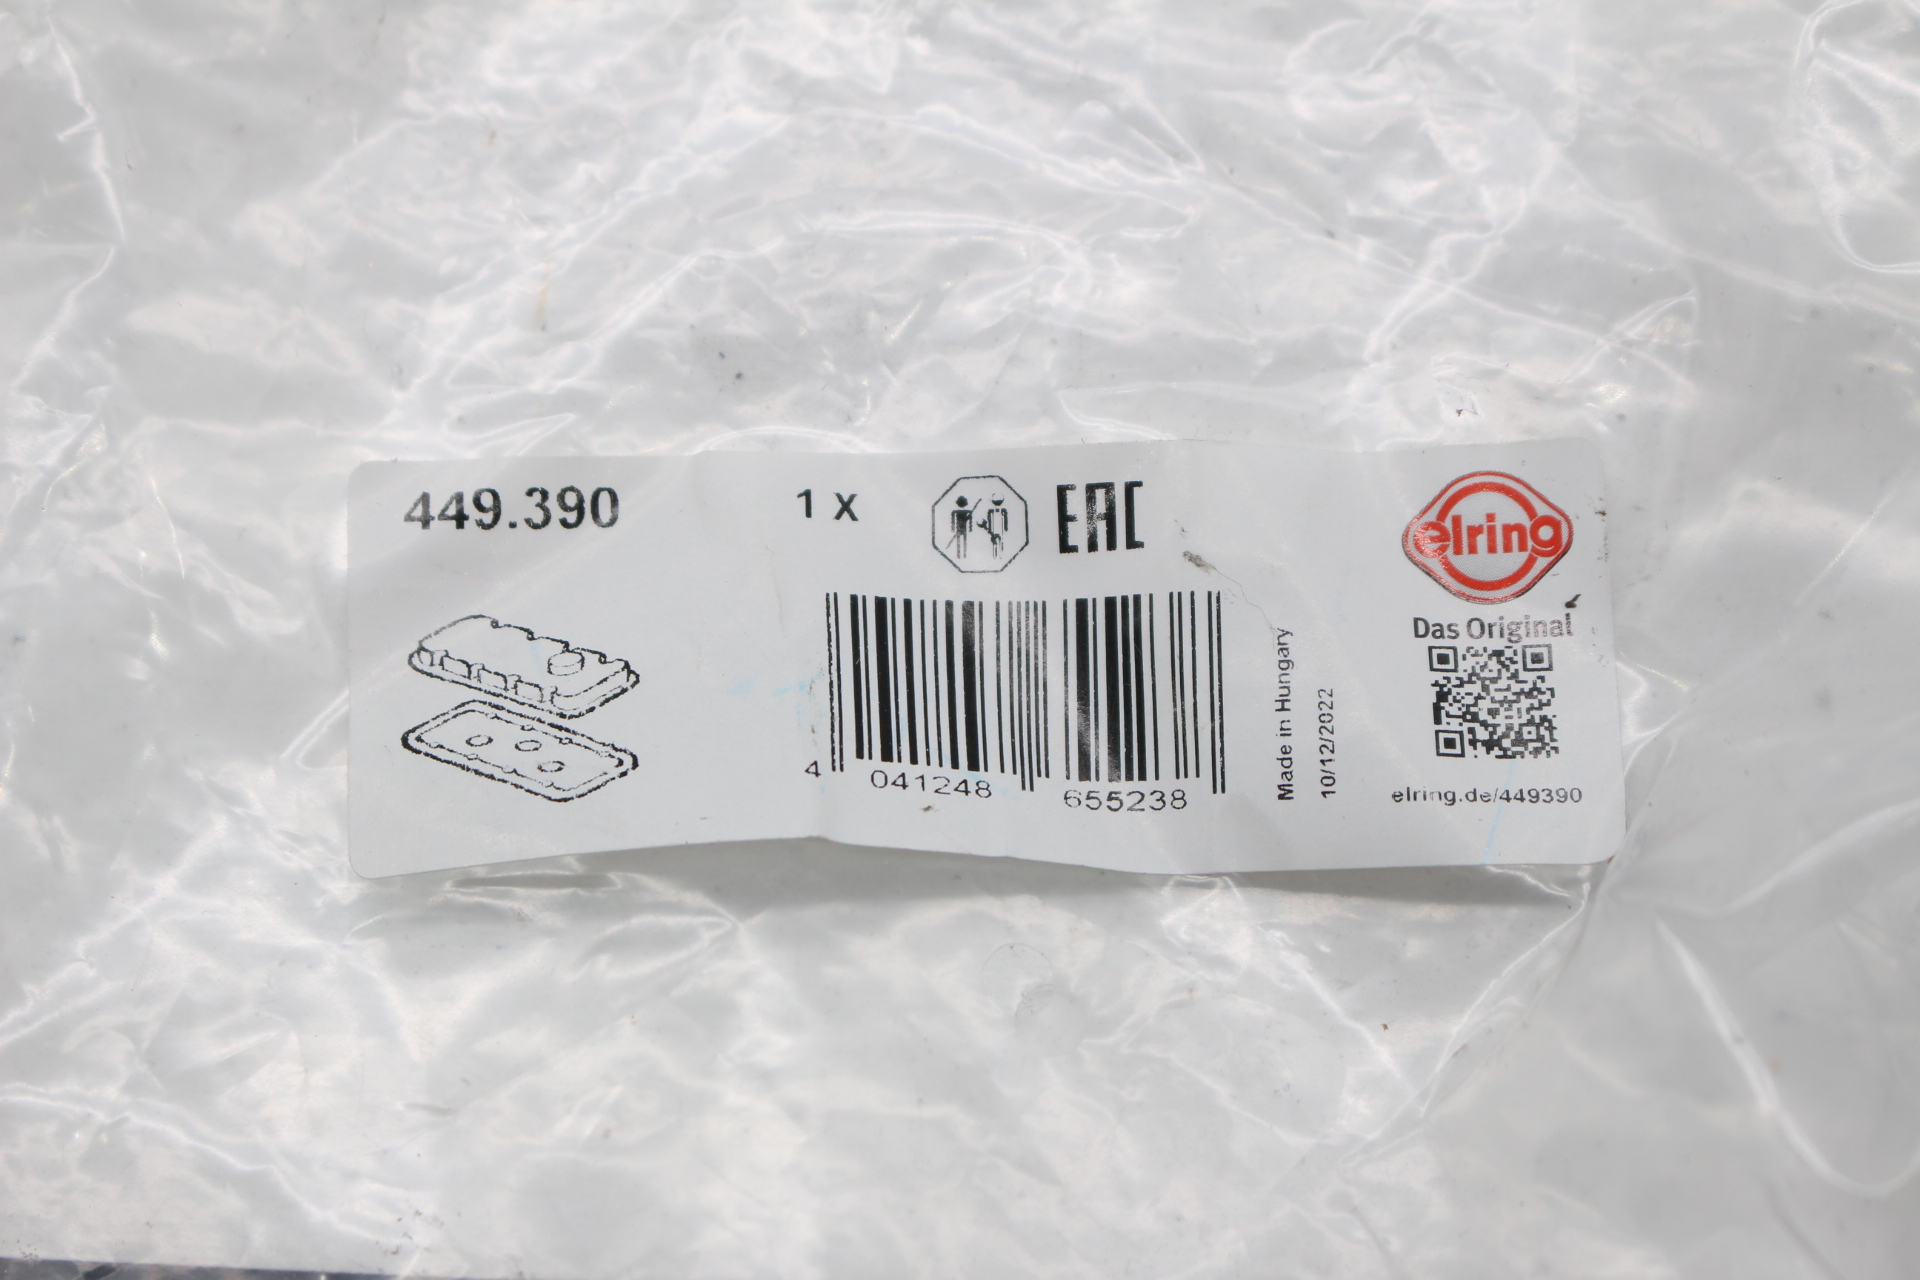 449.390
1 x
EAC
elring
Das Original
4 041248 655238
Made in Hungary
10/12/2022
elring.de/449390